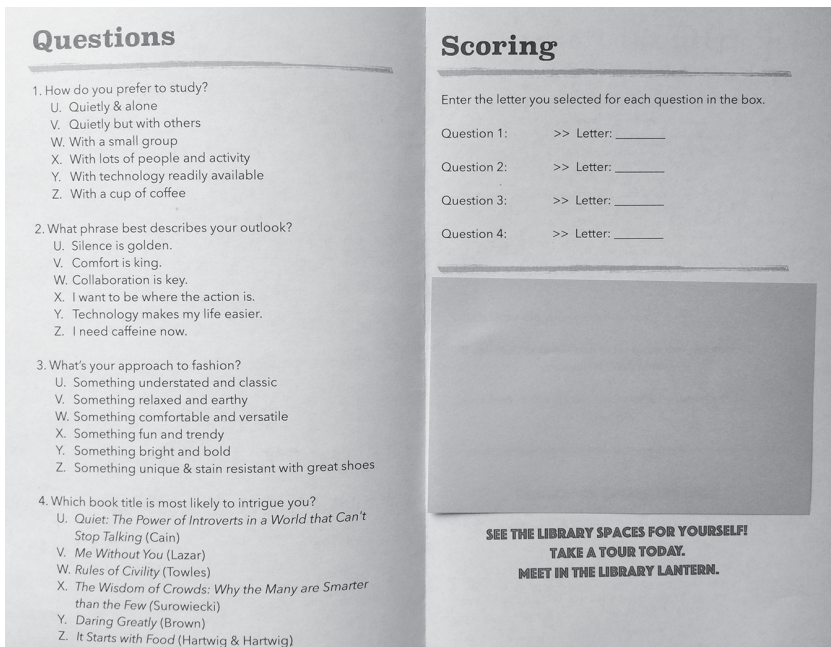 Questions
1. How do you prefer to study?
U. Quietly & alone
V. Quietly but with others
W. With a small group
X. With lots of people and activity
Y. With technology readily available
Z. With a cup of coffee
2. What phrase best describes your outlook?
U. Silence is golden.
V. Comfort is king.
W. Collaboration is key.
X. I want to be where the action is.
Y. Technology makes my life easier.
Z. I need caffeine now.
3. What's your approach to fashion?
U. Something understated and classic
V. Something relaxed and earthy
W. Something comfortable and versatile
X. Something fun and trendy
Y. Something bright and bold
Z. Something unique & stain resistant with great shoes
4. Which book title is most likely to intrigue you?
U. Quiet: The Power of Introverts in a World that Can't
Stop Talking (Cain)
V. Me Without You (Lazar)
W. Rules of Civility (Towles)
X. The Wisdom of Crowds: Why the Many are Smarter
than the Few (Surowiecki)
Y. Daring Greatly (Brown)
Z. It Starts with Food (Hartwig & Hartwig)
Scoring
Enter the letter you selected for each question in the box.
Question 1: >> Letter: _______
Question 2: >> Letter: _______
Question 3: >> Letter: _______
Question 4: >> Letter: _______
SEE THE LIBRARY SPACES FOR YOURSELF!
TAKE A TOUR TODAY.
MEET IN THE LIBRARY LANTERN.